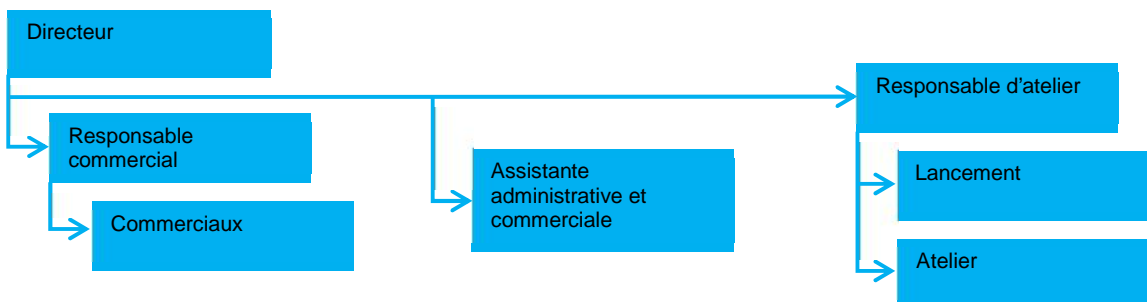 Directeur
Responsable d'atelier
Responsable
commercial
Assistante
administrative et
commerciale
Lancement
Commerciaux
Atelier